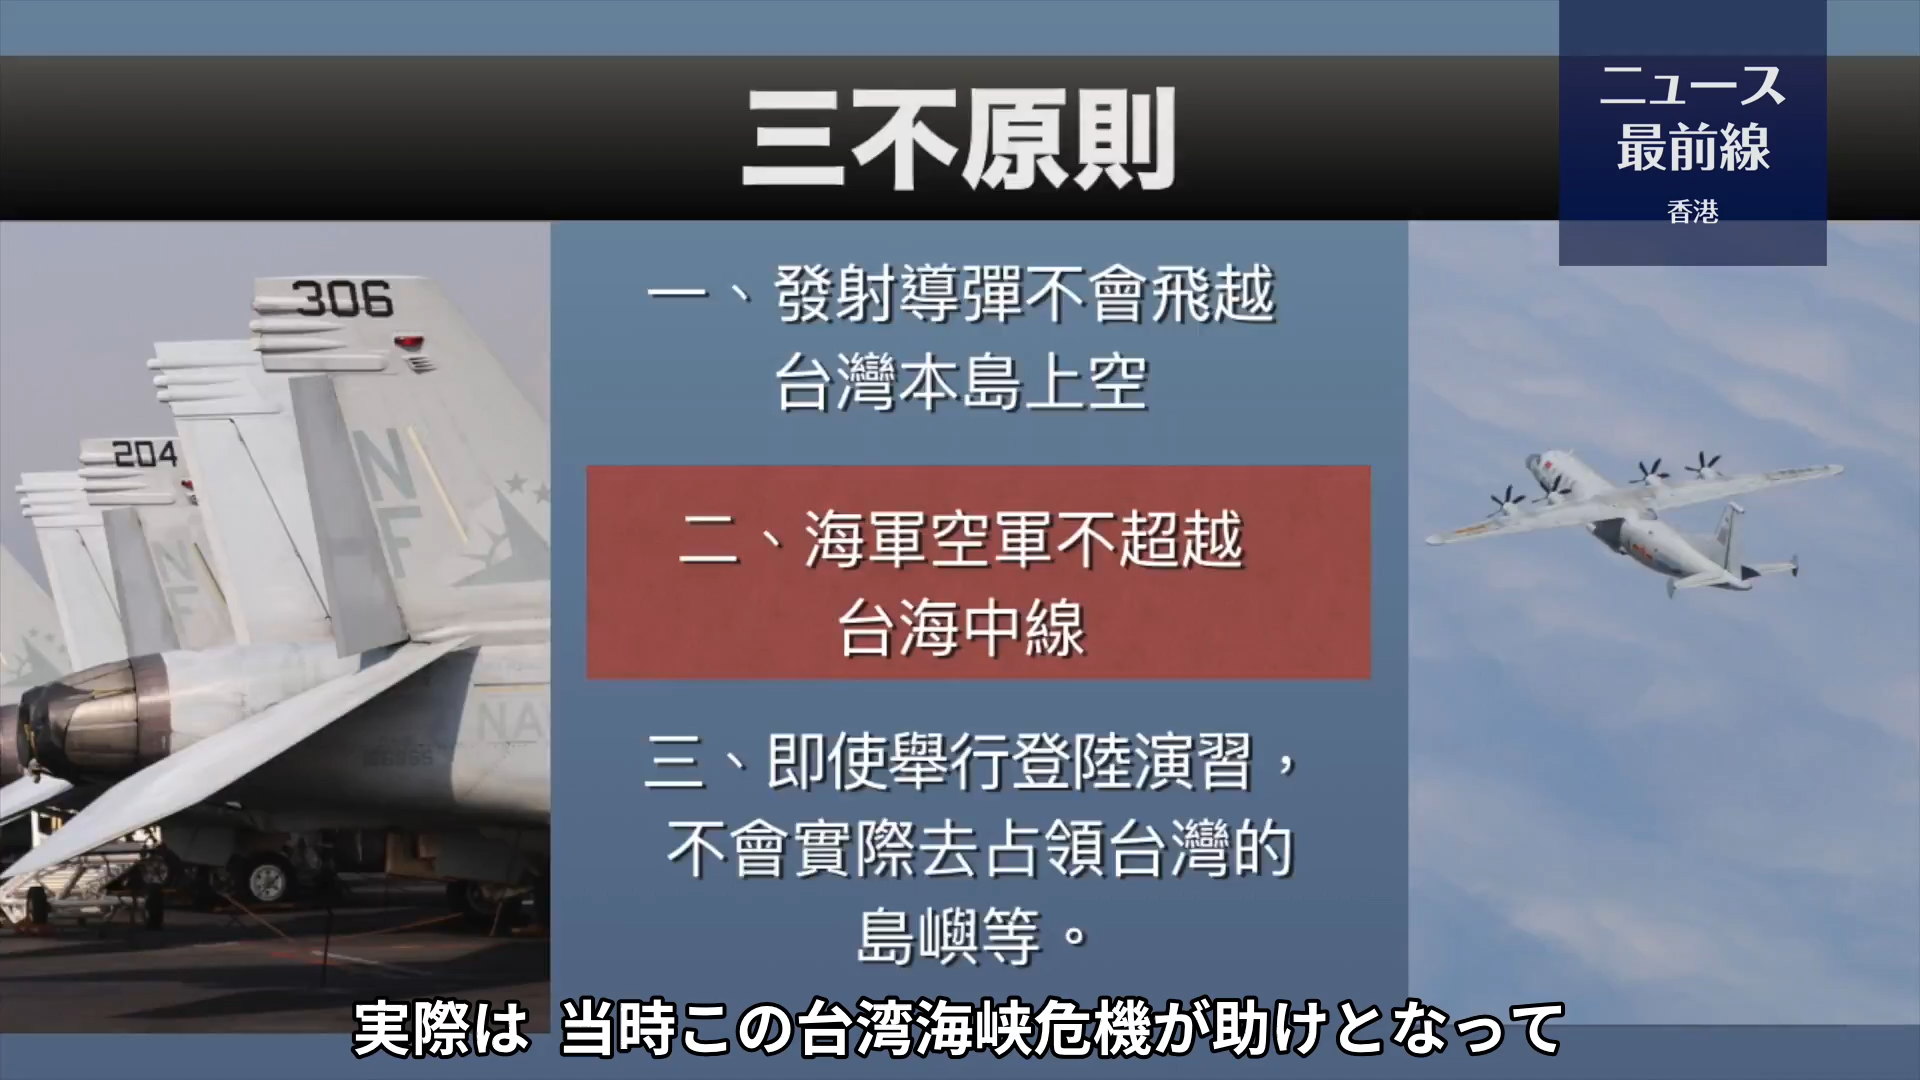 三不原則
ニュース
最前線
香港
一、發射導彈不會飛越
台灣本島上空
二、海軍空軍不超越
台海中線
三、即使舉行登陸演習，
不會實際去占領台灣的
島嶼等。
306
204
NF
NF
実際は 当時この台湾海峡危機が助けとなって